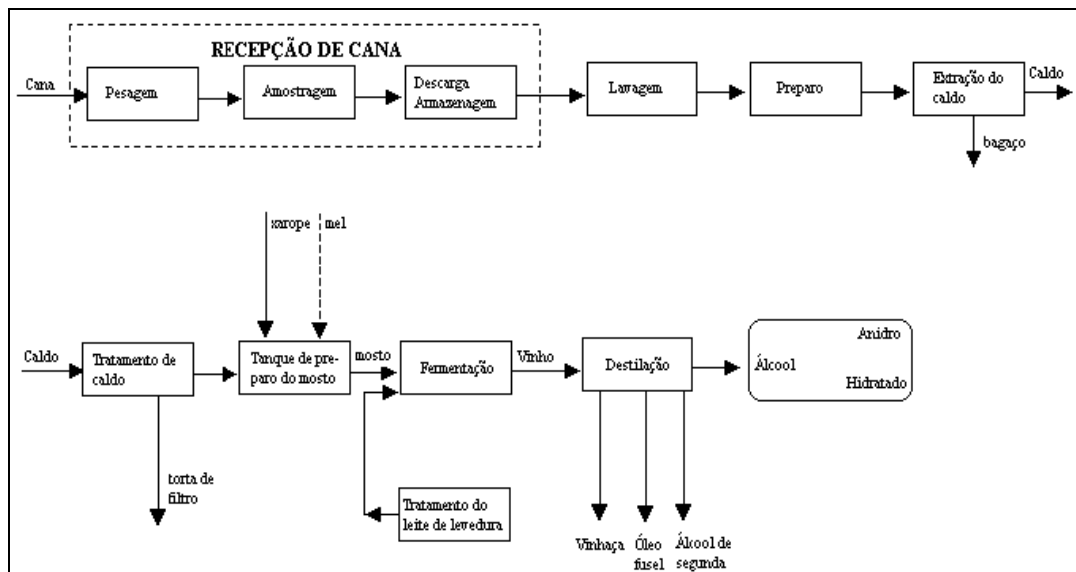 RECEPÇÃO DE CANA
Cana
Pesagem
Amostragem
Descarga
Armazenagem
Lavagem
Preparo
Extração do
caldo
Caldo
bagaço
xarope
mel
Caldo
Tratamento de
caldo
Tanque de pre-
paro do mosto
mosto
Fermentação
Vinho
Destilação
Anidro
Álcool
Hidratado
torta de
filtro
Tratamento do
leite de levedura
Vinhaça
Óleo
fusel
Álcool de
segunda